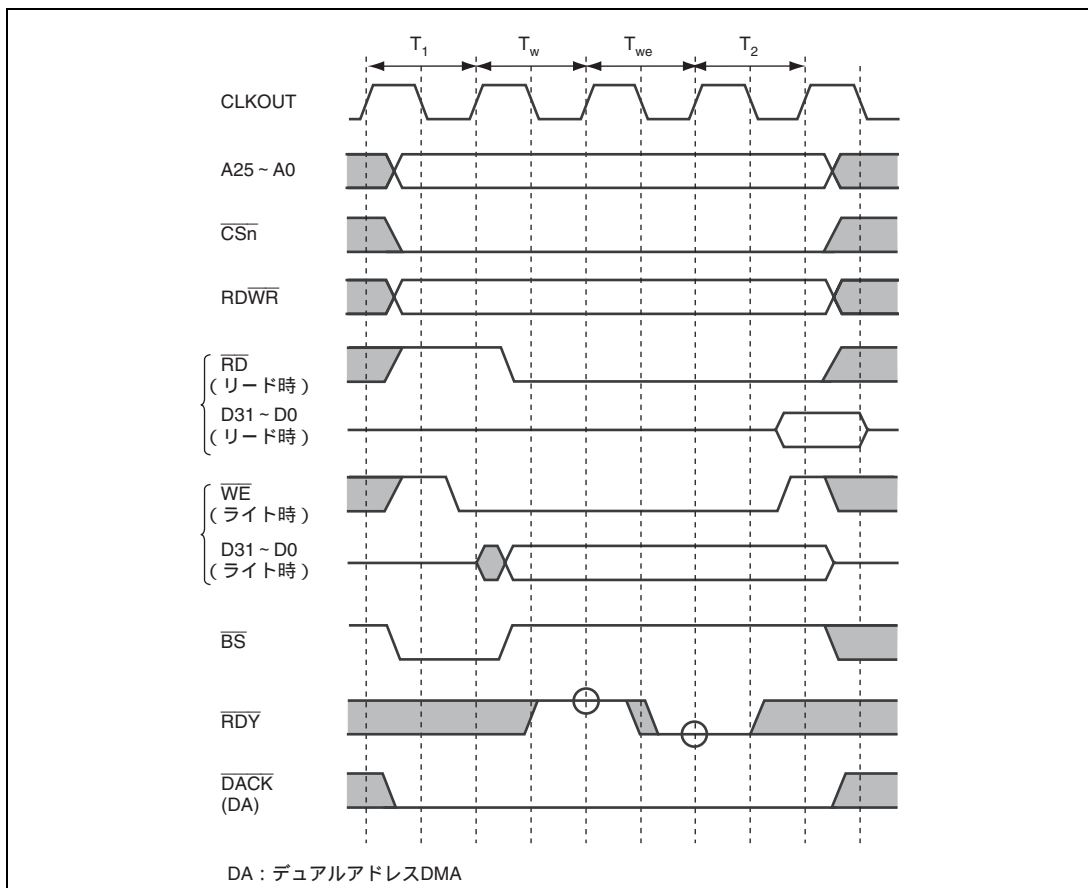 T1 Tw Twe T2
CLKOUT
A25 ~ A0
CSn
RDWR
RD
( リード時 )
D31 ~ D0
( リード時 )
WE
( ライト時 )
D31 ~ D0
( ライト時 )
BS
RDY
DACK
(DA)
DA : デュアルアドレスDMA